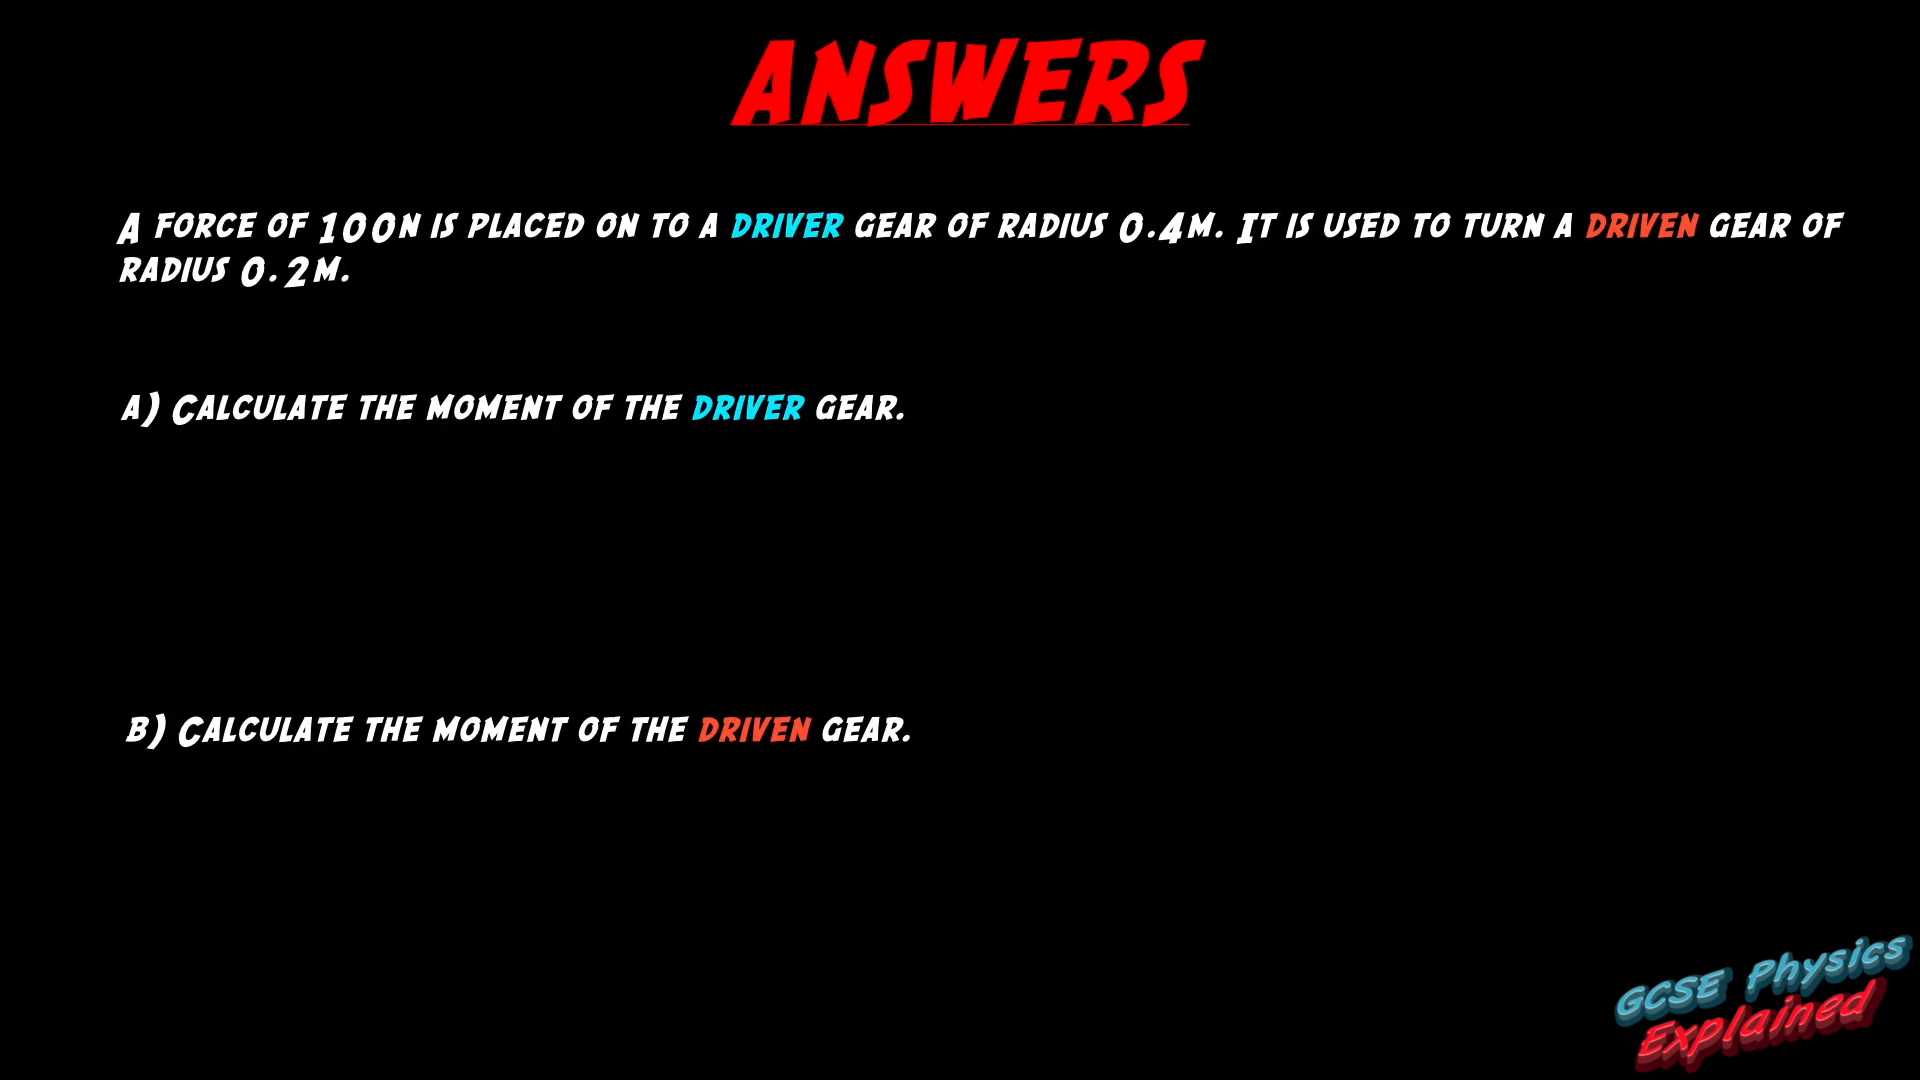 ANSWERS
A FORCE OF 100N IS PLACED ON TO A DRIVER GEAR OF RADIUS 0.4M. IT IS USED TO TURN A DRIVEN GEAR OF
RADIUS 0.2M.
A) CALCULATE THE MOMENT OF THE DRIVER GEAR.
B) CALCULATE THE MOMENT OF THE DRIVEN GEAR.
GCSE Physics
Explained